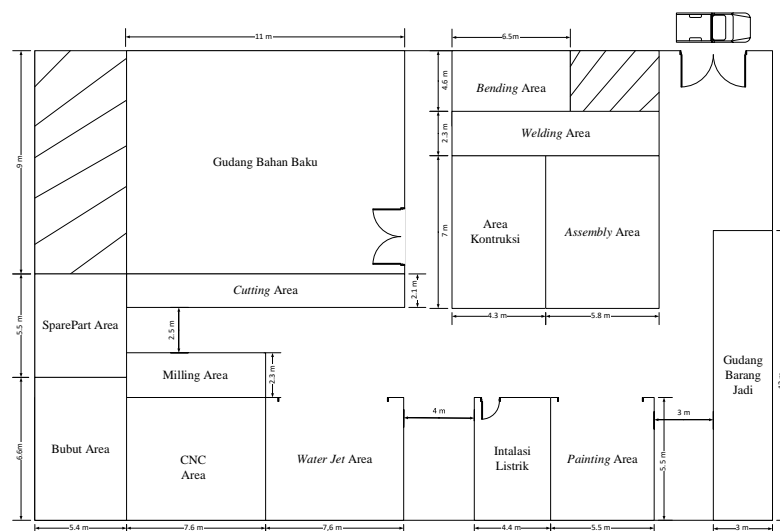 11 m
6.5m
4.6 m
Bending Area
2.3 m
Welding Area
9 m
Gudang Bahan Baku
7 m
Area
Kontruksi
Assembly Area
Cutting Area
2.1 m
SparePart Area
5.5 m
2.5 m
4.3 m
5.8 m
Milling Area
2.3 m
Gudang
Barang
Jadi
4 m
3 m
Bubut Area
6.6m
CNC
Area
Water Jet Area
Intalasi
Listrik
Painting Area
5.5 m
5.4 m
7.6 m
7,6 m
4.4 m
5.5 m
3 m